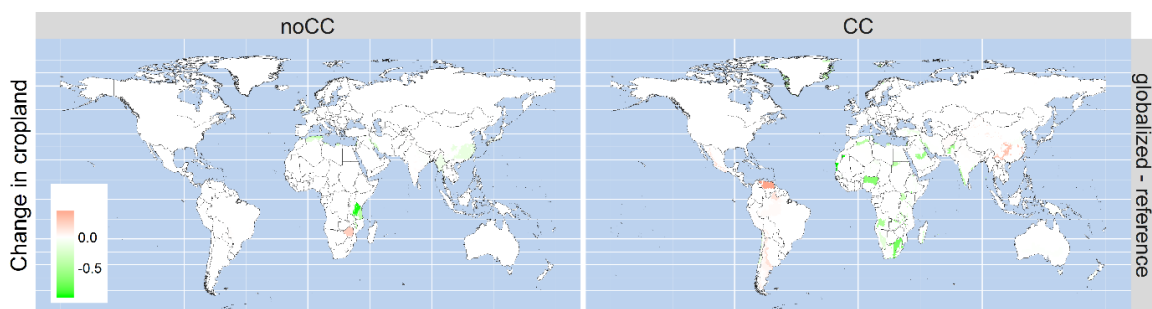 noCC
CC
Change in cropland
globalized - reference
0.0
-0.5